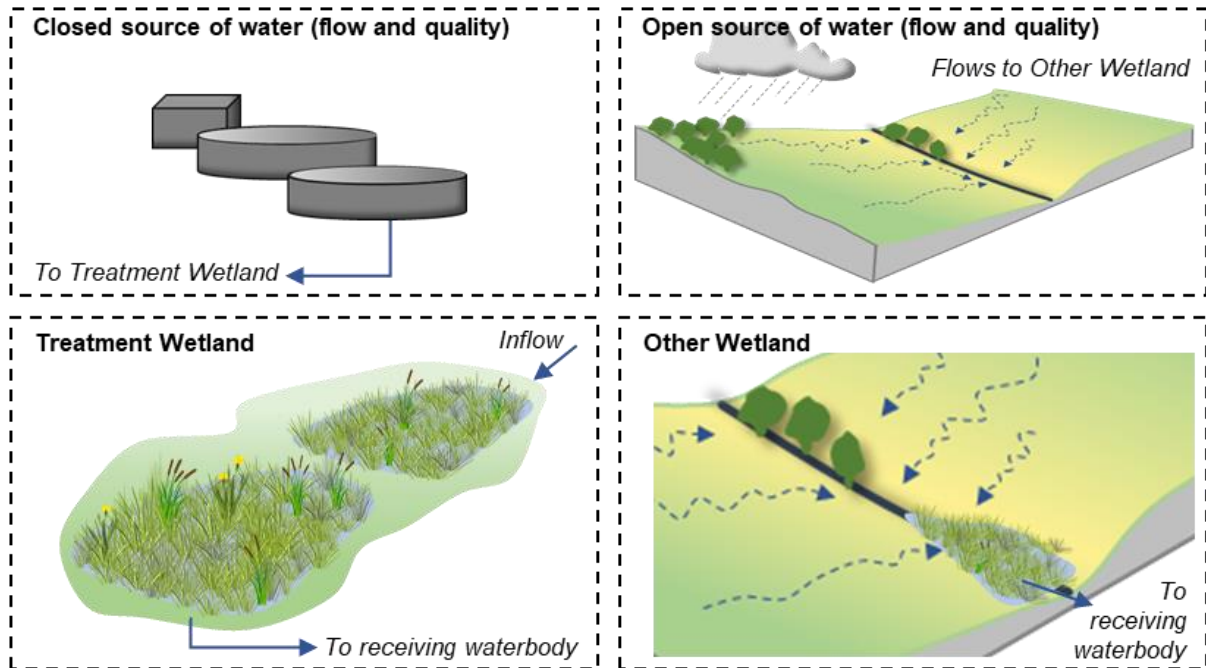 Closed source of water (flow and quality)
To Treatment Wetland
Open source of water (flow and quality)
Flows to Other Wetland
Treatment Wetland
Inflow
To receiving waterbody
Other Wetland
To
receiving
waterbody